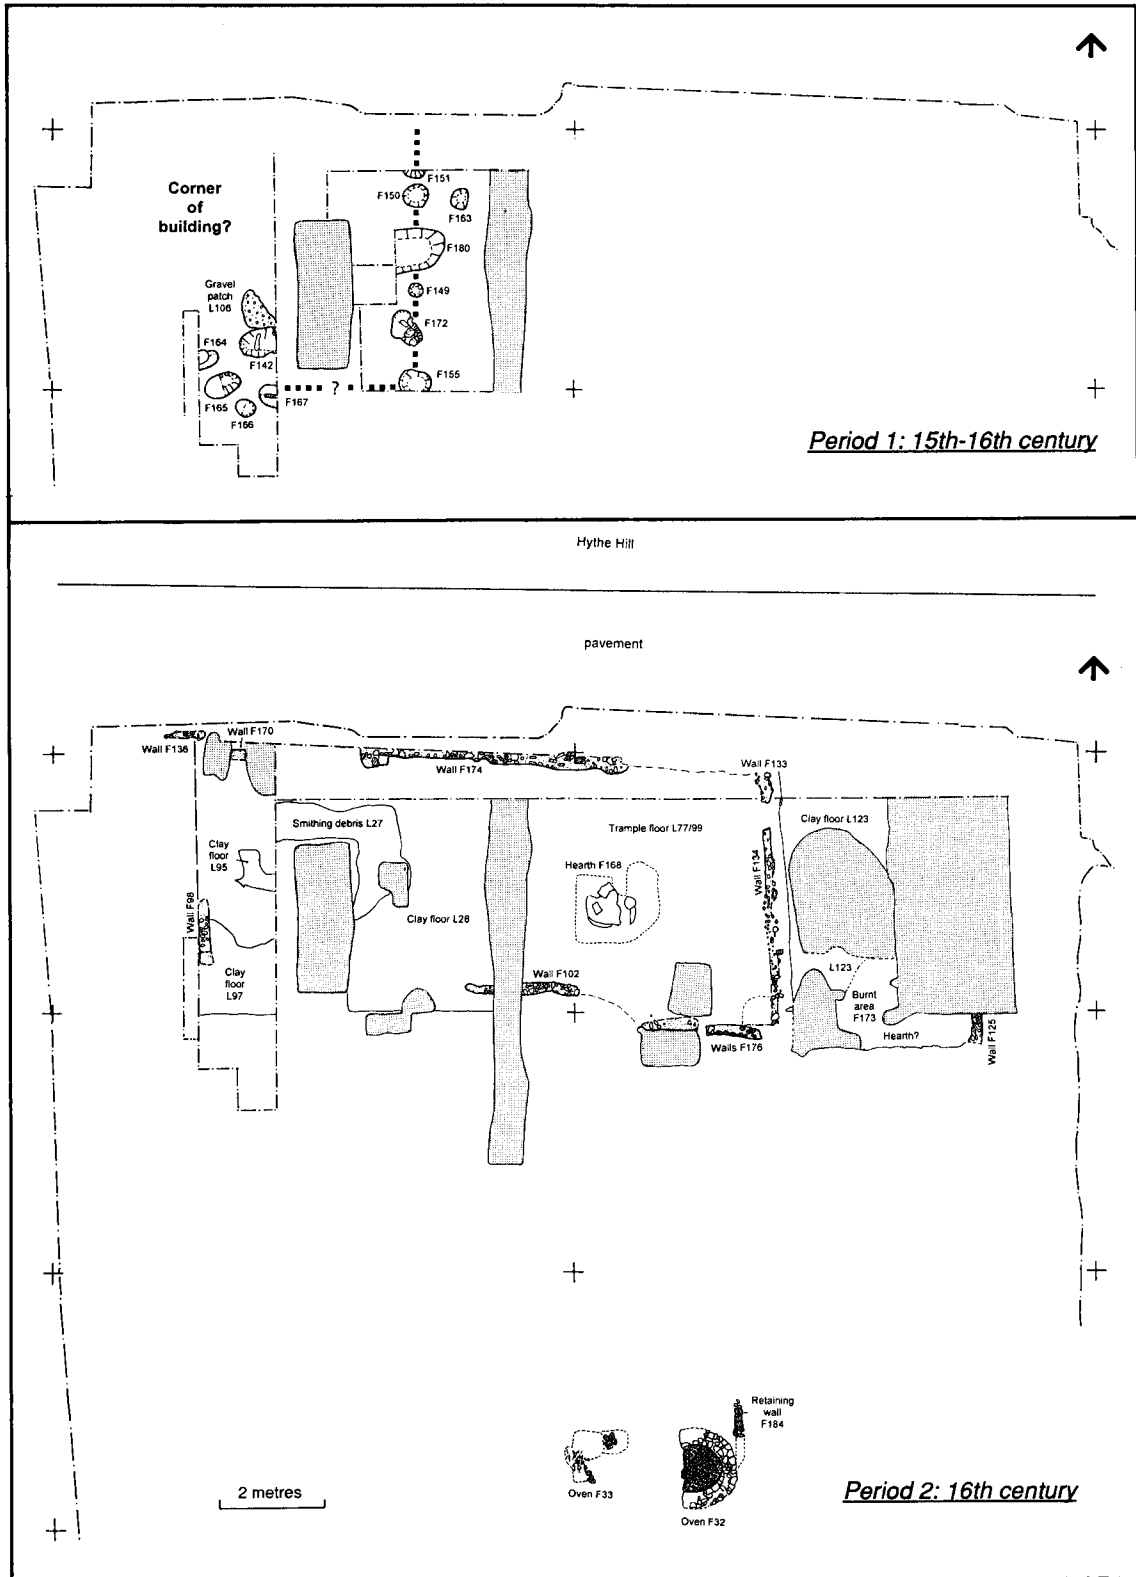 Corner
of
building?
F151
F150
F163
F180
Gravel
patch
L106
F149
F172
F164
F142
F155
?
F165
F167
F166
Period 1: 15th-16th century
Hythe Hill
pavement
Wall F170
Wall F136
Wall F174
Wall F133
Smithing debris L27
Trample floor L77/99
Clay floor L123
Clay
floor
L95
Hearth F168
Wall F134
Wall F98
Clay floor L28
Clay
floor
L97
Wall F102
L123
Burnt
area
F173
Hearth?
Walls F176
Wall F125
Retaining
wall
F184
2 metres
Oven F33
Oven F32
Period 2: 16th century